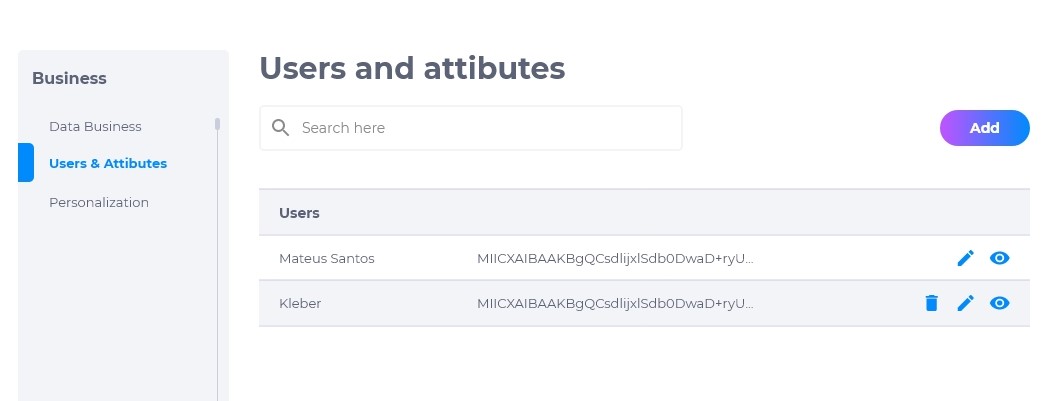 Business
Data Business
Users & Attibutes
Personalization
Users and attibutes
Search here
Add
Users
Mateus Santos MIICXAIBAAKBgQCsdlijxlSdb0DwaD+ryU...
Kleber MIICXAIBAAKBgQCsdlijxlSdb0DwaD+ryU...